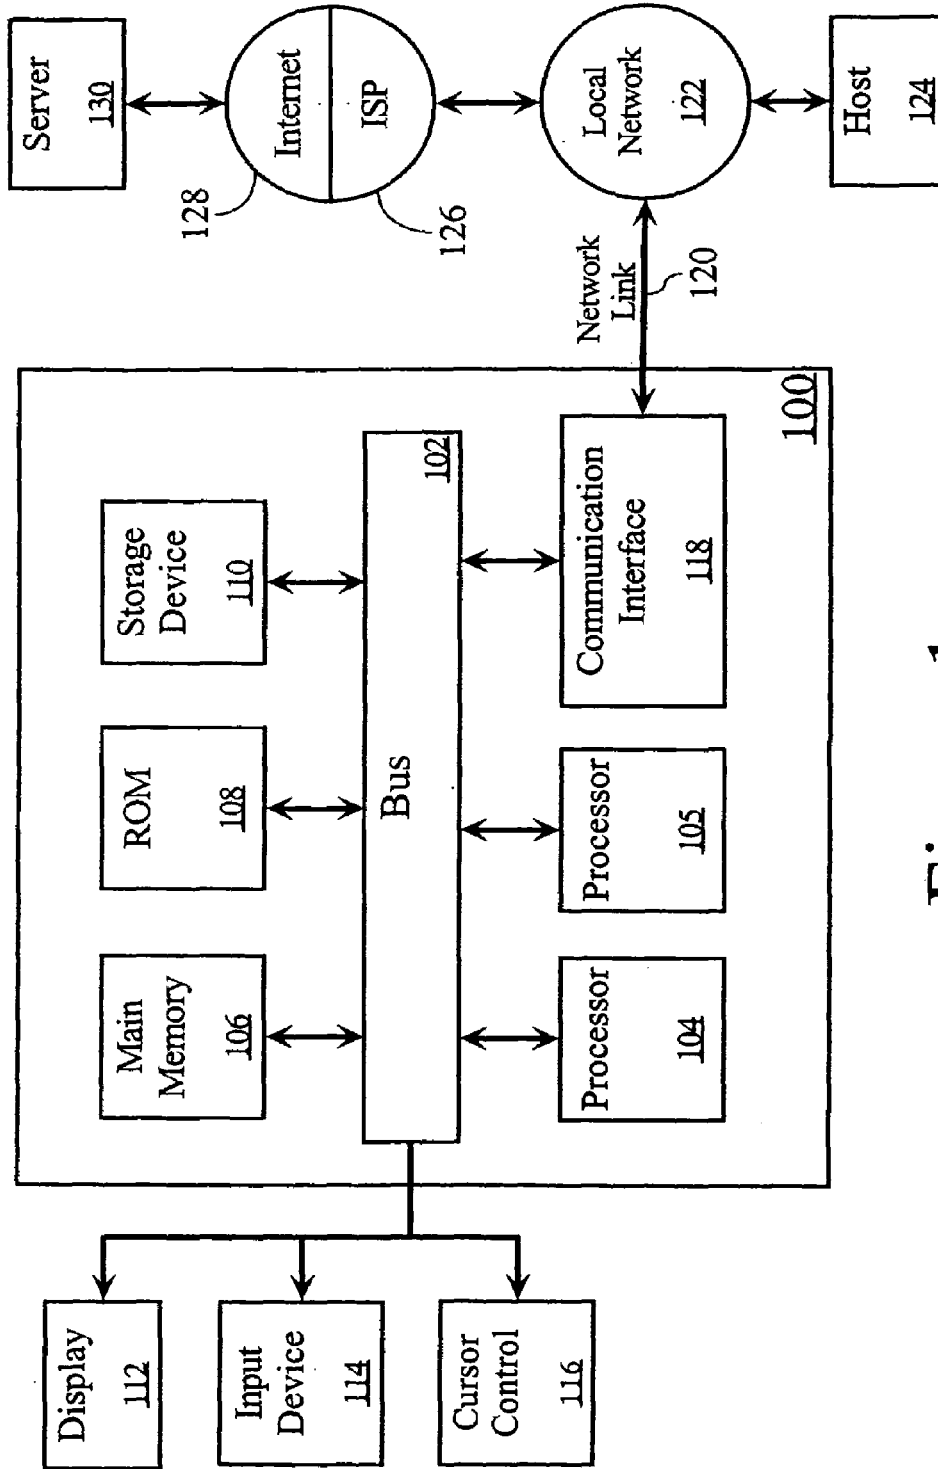 Display
112
Input
Device
114
Cursor
Control
116
Main
Memory
106
ROM
108
Storage
Device
110
Bus
102
Processor
104
Processor
105
Communication
Interface
118
100
Network
Link
120
Server
130
128
Internet
ISP
126
Local
Network
122
Host
124